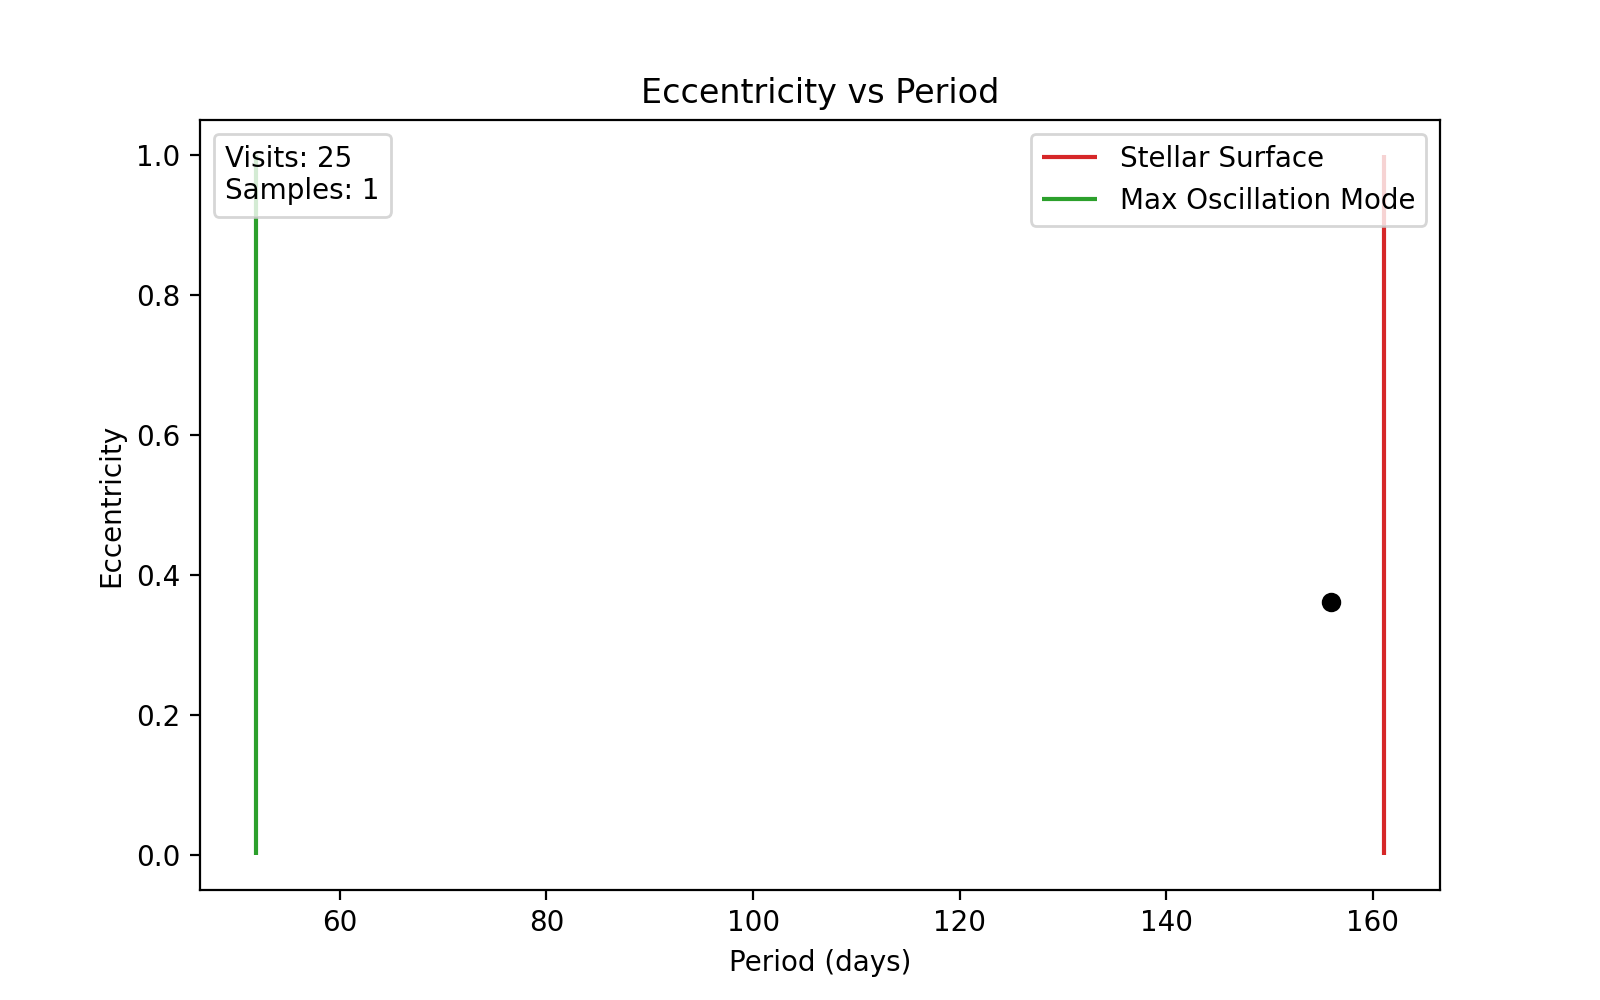 Eccentricity vs Period
Visits: 25
Samples: 1
Stellar Surface
Max Oscillation Mode
1.0
0.8
0.6
0.4
0.2
0.0
Eccentricity
60 80 100 120 140 160
Period (days)